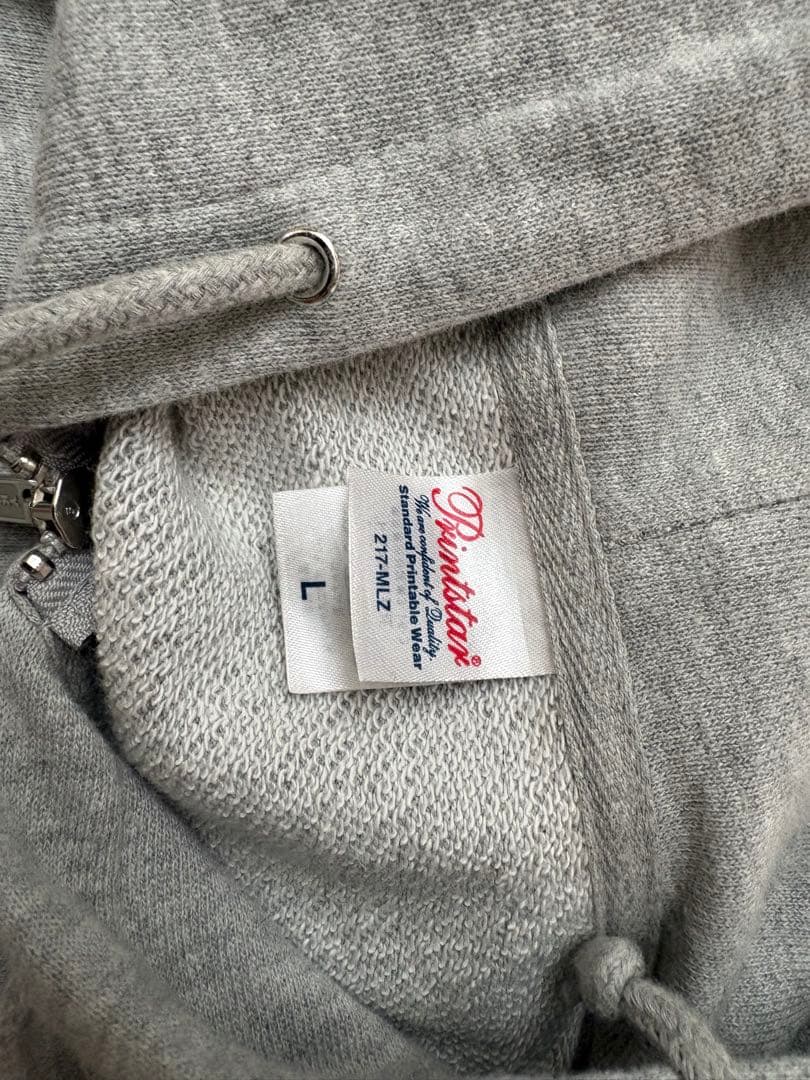 Printstar®
We are confident of Quality.
Standard Printable Wear
217-MLZ
L